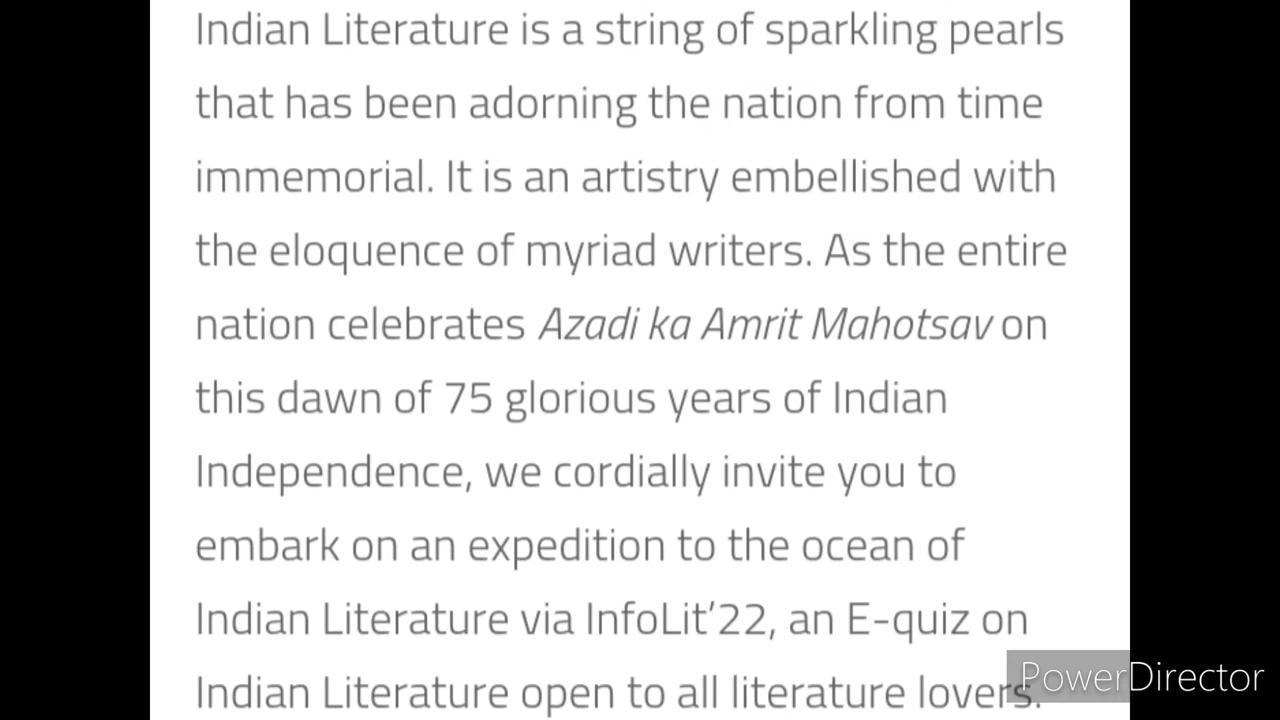 Indian Literature is a string of sparkling pearls
that has been adorning the nation from time
immemorial. It is an artistry embellished with
the eloquence of myriad writers. As the entire
nation celebrates Azadi ka Amrit Mahotsav on
this dawn of 75 glorious years of Indian
Independence, we cordially invite you to
embark on an expedition to the ocean of
Indian Literature via InfoLit’22, an E-quiz on
Indian Literature open to all literature lovers.
PowerDirector